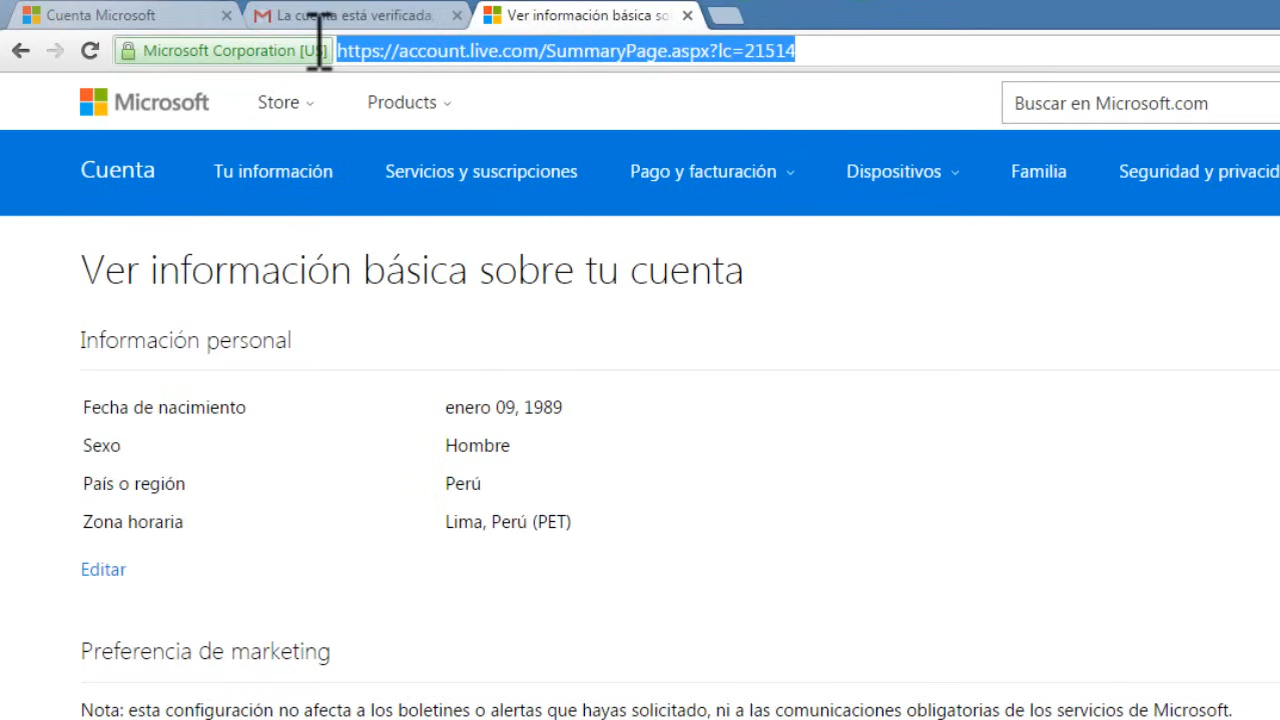 Cuenta Microsoft
La cuenta está verificada.
Ver información básica so
Microsoft Corporation [US] https://account.live.com/SummaryPage.aspx?lc=21514
Microsoft Store Products Buscar en Microsoft.com
Cuenta Tu información Servicios y suscripciones Pago y facturación Dispositivos Familia Seguridad y privacid
Ver información básica sobre tu cuenta
Información personal
Fecha de nacimiento enero 09, 1989
Sexo Hombre
País o región Perú
Zona horaria Lima, Perú (PET)
Editar
Preferencia de marketing
Nota: esta configuración no afecta a los boletines o alertas que hayas solicitado, ni a las comunicaciones obligatorias de los servicios de Microsoft.